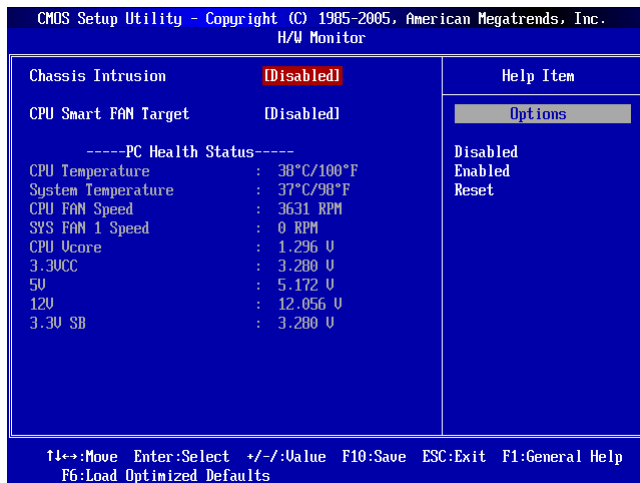 CMOS Setup Utility - Copyright (C) 1985-2005, American Megatrends, Inc.
H/W Monitor
Chassis Intrusion [Disabled]
CPU Smart FAN Target [Disabled]
-----PC Health Status-----
CPU Temperature : 38°C/100°F
System Temperature : 37°C/98°F
CPU FAN Speed : 3631 RPM
SYS FAN 1 Speed : 0 RPM
CPU Vcore : 1.296 V
3.3VCC : 3.280 V
5V : 5.172 V
12V : 12.056 V
3.3V SB : 3.280 V
Help Item
Options
Disabled
Enabled
Reset
↑↓↔:Move Enter:Select +/-/:Value F10:Save ESC:Exit F1:General Help
F6:Load Optimized Defaults